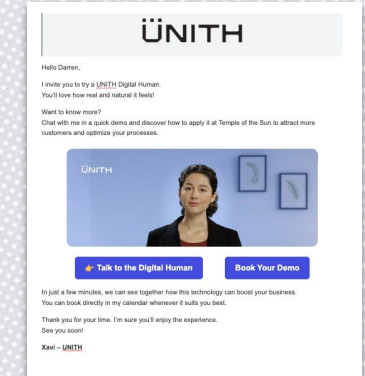 ÜNITH
Hello Darren,
I invite you to try a UNITH Digital Human.
You'll love how real and natural it feels!
Want to know more?
Chat with me in a quick demo and discover how to apply it at Temple of the Sun to attract more
customers and optimize your processes.
ÜNITH
👉 Talk to the Digital Human
Book Your Demo
In just a few minutes, we can see together how this technology can boost your business.
You can book directly in my calendar whenever it suits you best.
Thank you for your time. I'm sure you'll enjoy the experience.
See you soon!
Xavi – UNITH